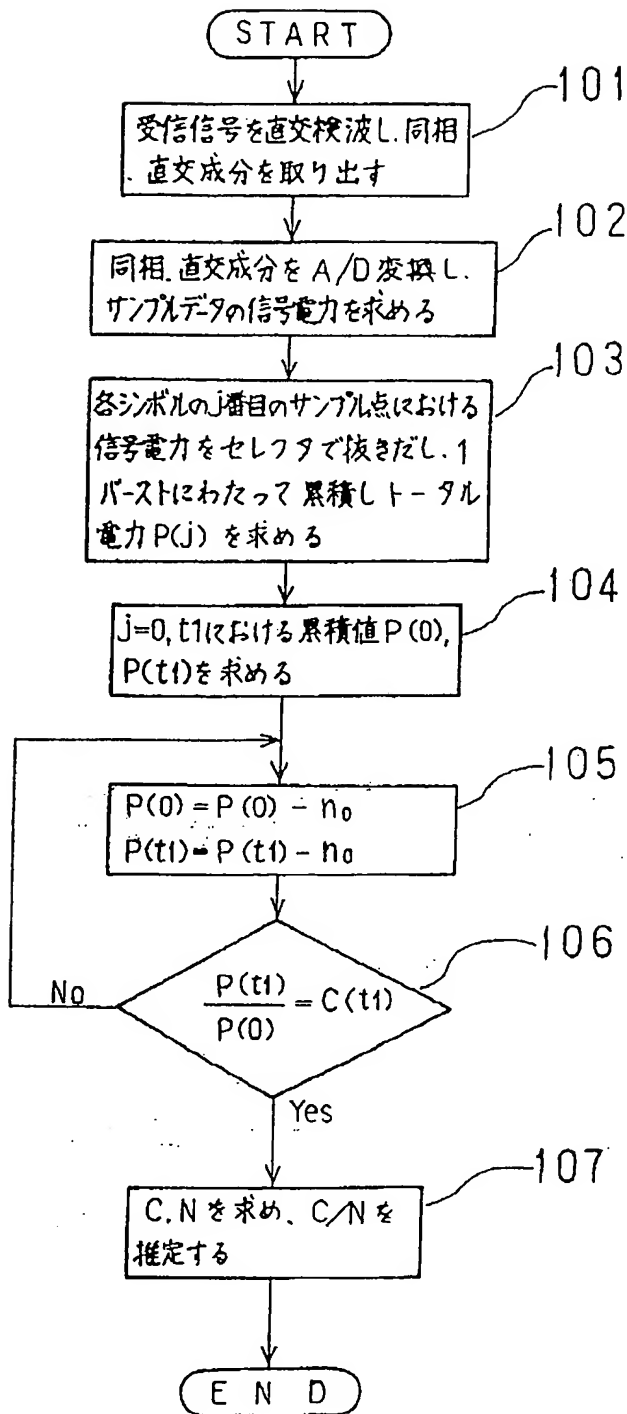 START
101
受信信号を直交検波し、同相
、直交成分を取り出す
102
同相、直交成分をA/D変換し、
サンプルデータの信号電力を求める
103
各シンボルのj番目のサンプル点における
信号電力をセレクタで抜きだし、1
バーストにわたって累積しトータル
電力P(j)を求める
104
j=0,t1における累積値P(0),
P(t1)を求める
105
P(0)=P(0)-n₀
P(t1)=P(t1)-n₀
106
P(t1)
P(0)
=C(t1)
No
Yes
107
C.Nを求め、C/Nを
推定する
END